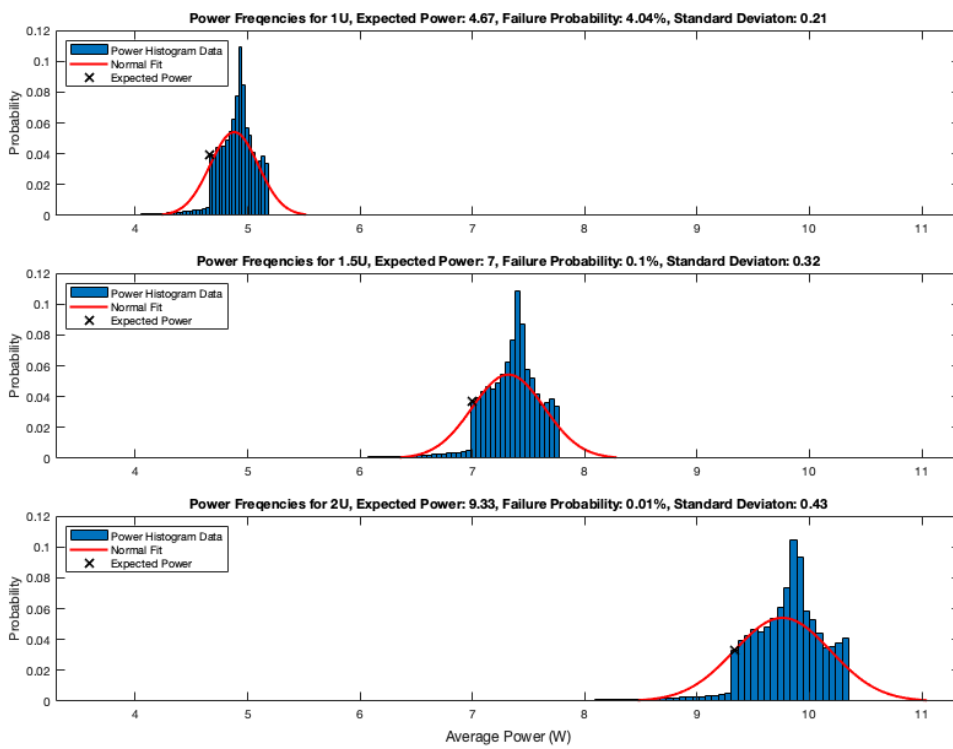 Power Freqencies for 1U, Expected Power: 4.67, Failure Probability: 4.04%, Standard Deviaton: 0.21
0.12
0.1
0.08
0.06
0.04
0.02
0
Probability
Power Histogram Data
Normal Fit
Expected Power
4 5 6 7 8 9 10 11
Power Freqencies for 1.5U, Expected Power: 7, Failure Probability: 0.1%, Standard Deviaton: 0.32
0.12
0.1
0.08
0.06
0.04
0.02
0
Probability
Power Histogram Data
Normal Fit
Expected Power
4 5 6 7 8 9 10 11
Power Freqencies for 2U, Expected Power: 9.33, Failure Probability: 0.01%, Standard Deviaton: 0.43
0.12
0.1
0.08
0.06
0.04
0.02
0
Probability
Power Histogram Data
Normal Fit
Expected Power
4 5 6 7 8 9 10 11
Average Power (W)